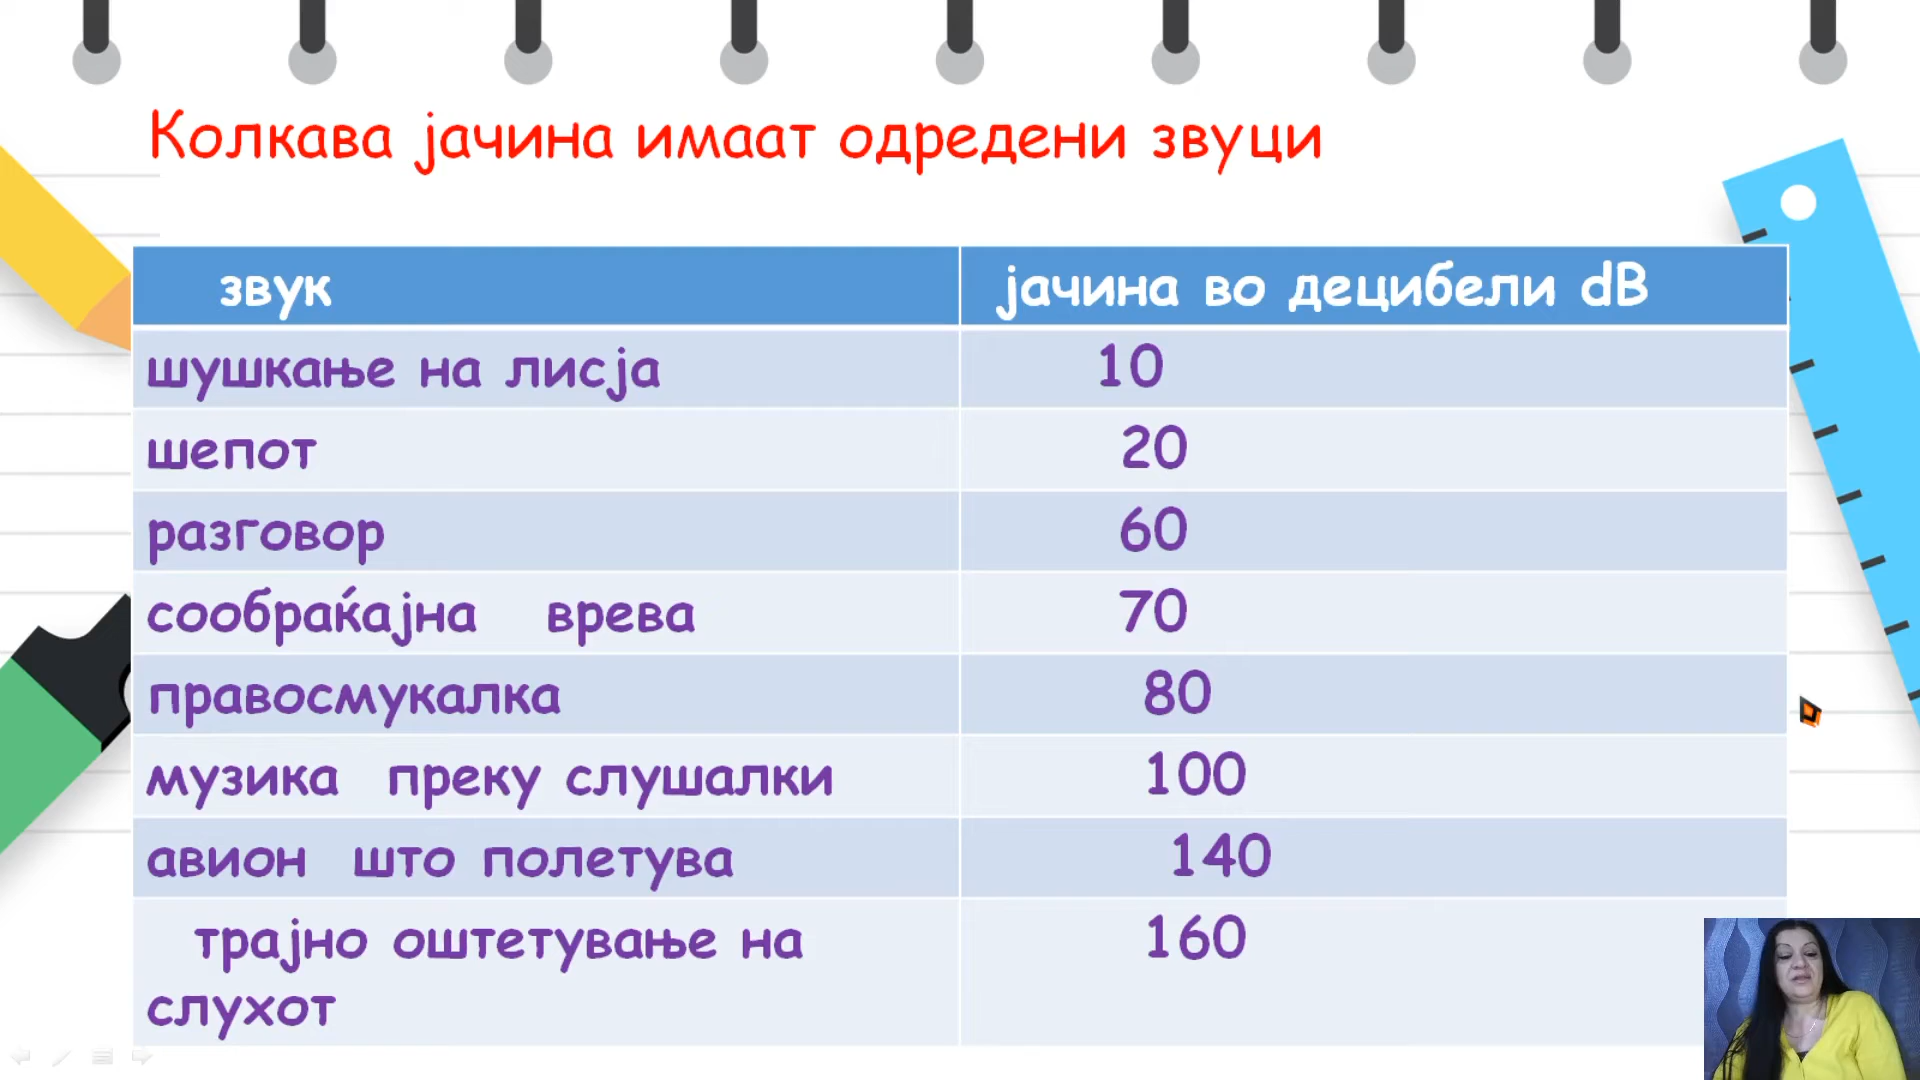 Колкава јачина имаат одредени звуци
звук јачина во децибели dB
шушкање на лисја 10
шепот 20
разговор 60
сообраќајна врева 70
правосмукалка 80
музика преку слушалки 100
авион што полетува 140
трајно оштетување на 160
слухот